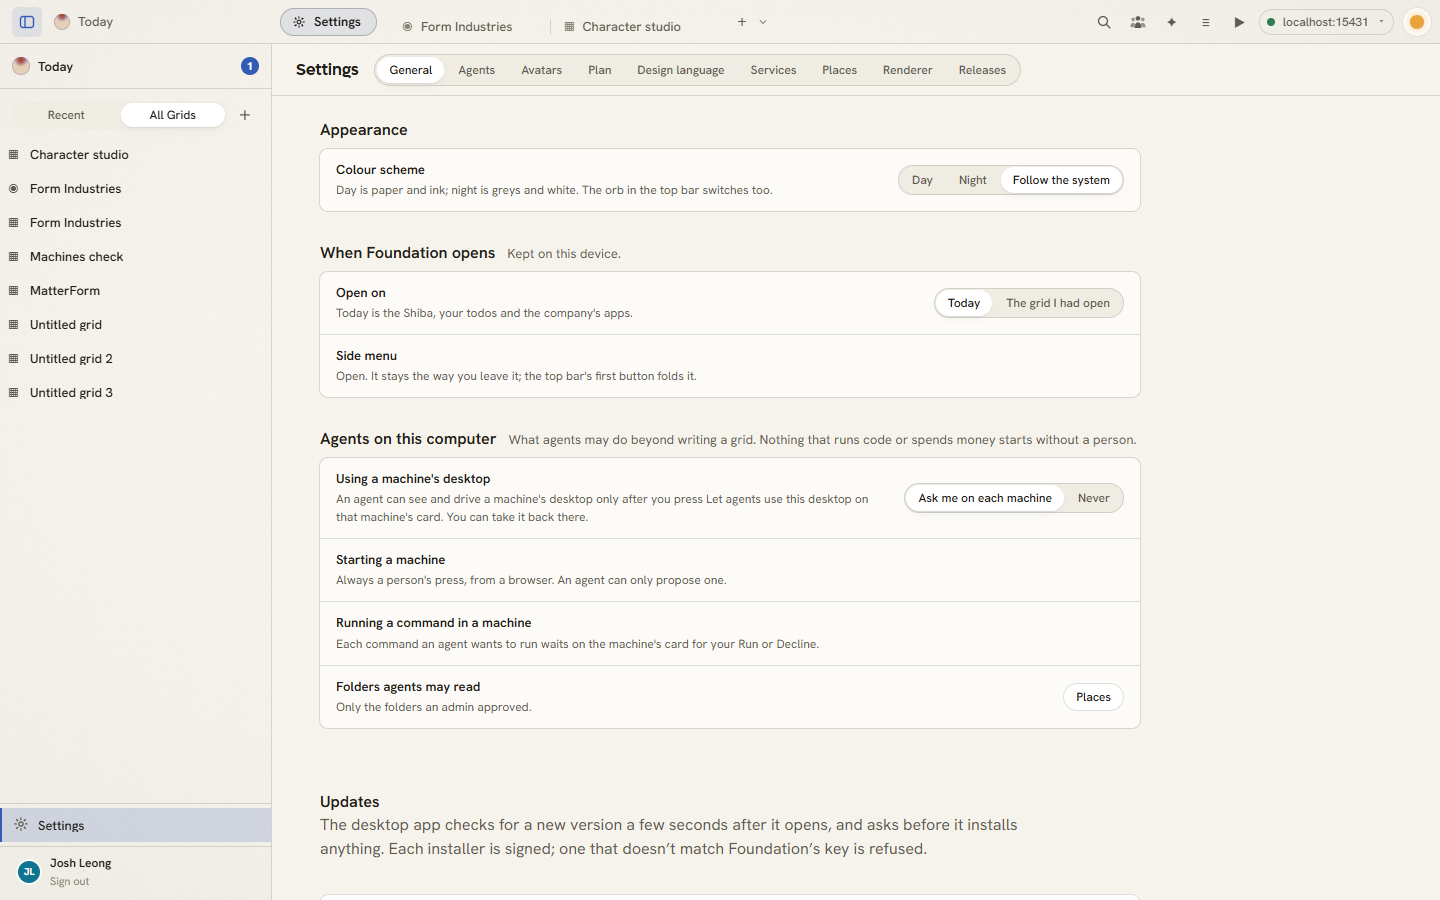 Today
Settings
Form Industries
Character studio
localhost:15431
Today
1
Recent
All Grids
Character studio
Form Industries
Form Industries
Machines check
MatterForm
Untitled grid
Untitled grid 2
Untitled grid 3
Settings
JL
Josh Leong
Sign out
Settings
General
Agents
Avatars
Plan
Design language
Services
Places
Renderer
Releases
Appearance
Colour scheme
Day is paper and ink; night is greys and white. The orb in the top bar switches too.
Day
Night
Follow the system
When Foundation opens
Kept on this device.
Open on
Today is the Shiba, your todos and the company's apps.
Today
The grid I had open
Side menu
Open. It stays the way you leave it; the top bar's first button folds it.
Agents on this computer
What agents may do beyond writing a grid. Nothing that runs code or spends money starts without a person.
Using a machine's desktop
An agent can see and drive a machine's desktop only after you press Let agents use this desktop on
that machine's card. You can take it back there.
Ask me on each machine
Never
Starting a machine
Always a person's press, from a browser. An agent can only propose one.
Running a command in a machine
Each command an agent wants to run waits on the machine's card for your Run or Decline.
Folders agents may read
Only the folders an admin approved.
Places
Updates
The desktop app checks for a new version a few seconds after it opens, and asks before it installs
anything. Each installer is signed; one that doesn’t match Foundation’s key is refused.